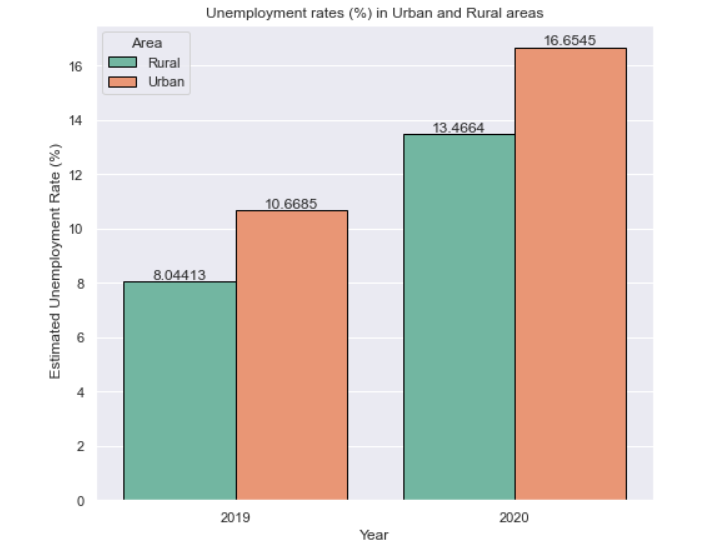 Unemployment rates (%) in Urban and Rural areas
Area
Rural
Urban
16.6545
13.4664
10.6685
8.04413
16
14
12
10
8
6
4
2
0
Estimated Unemployment Rate (%)
2019
2020
Year